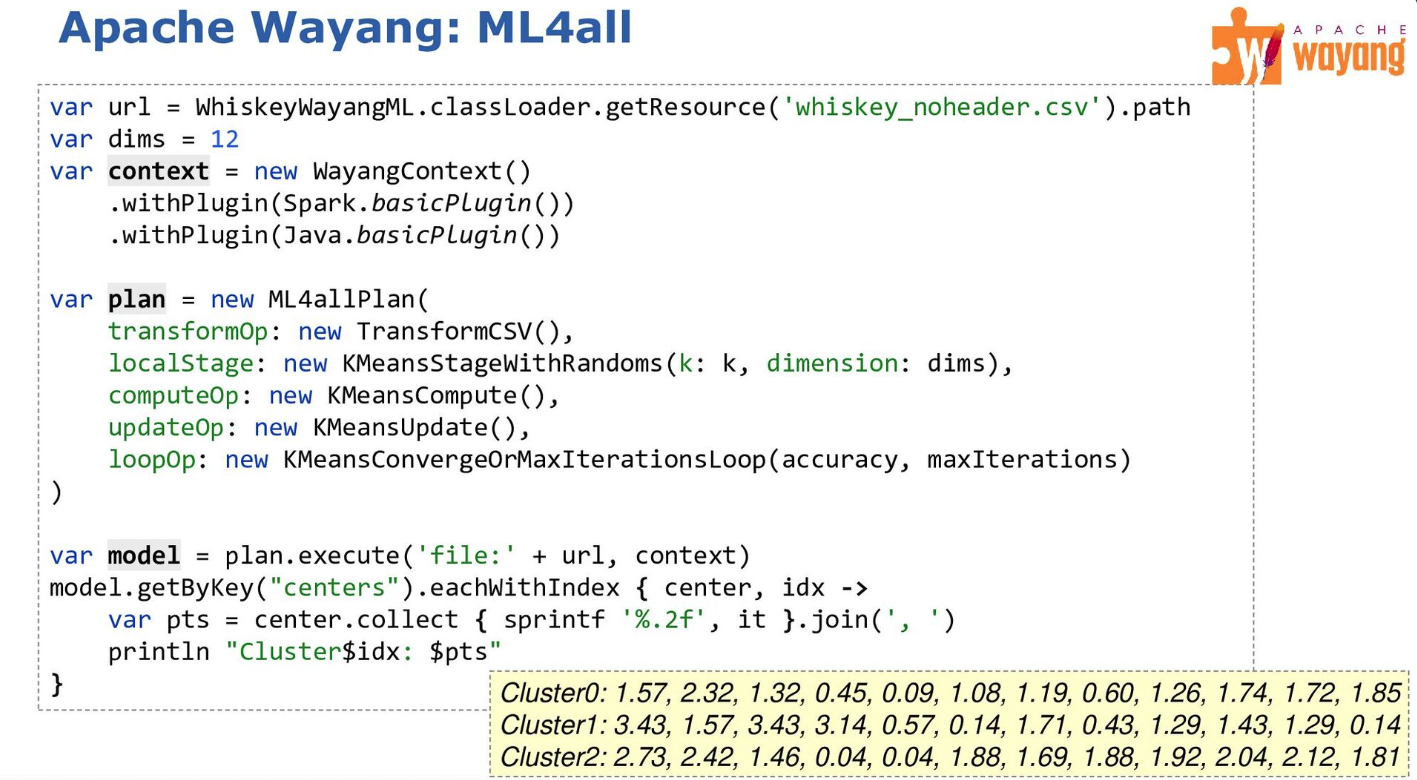 Apache Wayang: ML4all
APACHE
wayang
var url = WhiskeyWayangML.classLoader.getResource('whiskey_noheader.csv').path
var dims = 12
var context = new WayangContext()
    .withPlugin(Spark.basicPlugin())
    .withPlugin(Java.basicPlugin())
var plan = new ML4allPlan(
    transformOp: new TransformCSV(),
    localStage: new KMeansStageWithRandoms(k: k, dimension: dims),
    computeOp: new KMeansCompute(),
    updateOp: new KMeansUpdate(),
    loopOp: new KMeansConvergeOrMaxIterationsLoop(accuracy, maxIterations)
)
var model = plan.execute('file:' + url, context)
model.getByKey("centers").eachWithIndex { center, idx ->
    var pts = center.collect { sprintf '%.2f', it }.join(', ')
    println "Cluster$idx: $pts"
}
Cluster0: 1.57, 2.32, 1.32, 0.45, 0.09, 1.08, 1.19, 0.60, 1.26, 1.74, 1.72, 1.85
Cluster1: 3.43, 1.57, 3.43, 3.14, 0.57, 0.14, 1.71, 0.43, 1.29, 1.43, 1.29, 0.14
Cluster2: 2.73, 2.42, 1.46, 0.04, 0.04, 1.88, 1.69, 1.88, 1.92, 2.04, 2.12, 1.81